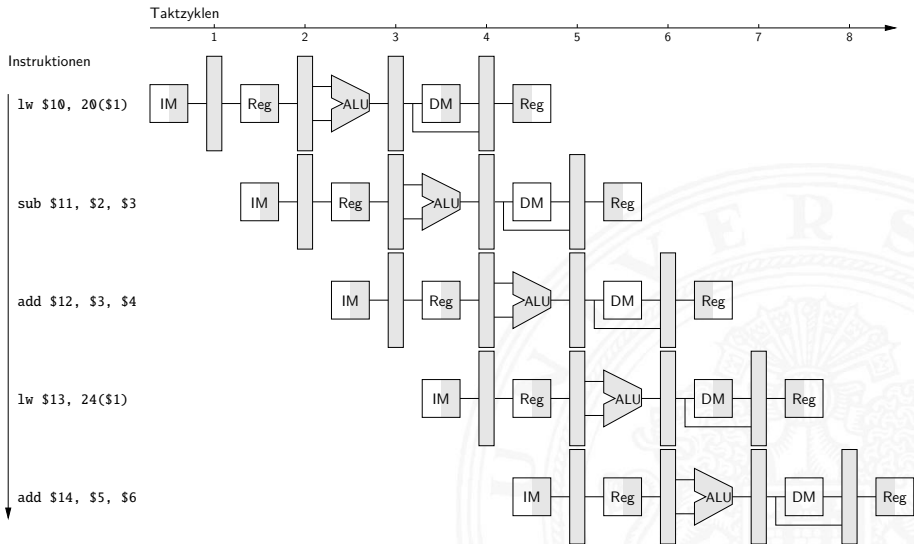 Taktzyklen
1 2 3 4 5 6 7 8
Instruktionen
lw $10, 20($1) IM Reg ALU DM Reg
sub $11, $2, $3 IM Reg ALU DM Reg
add $12, $3, $4 IM Reg ALU DM Reg
lw $13, 24($1) IM Reg ALU DM Reg
add $14, $5, $6 IM Reg ALU DM Reg
U N I V E R S